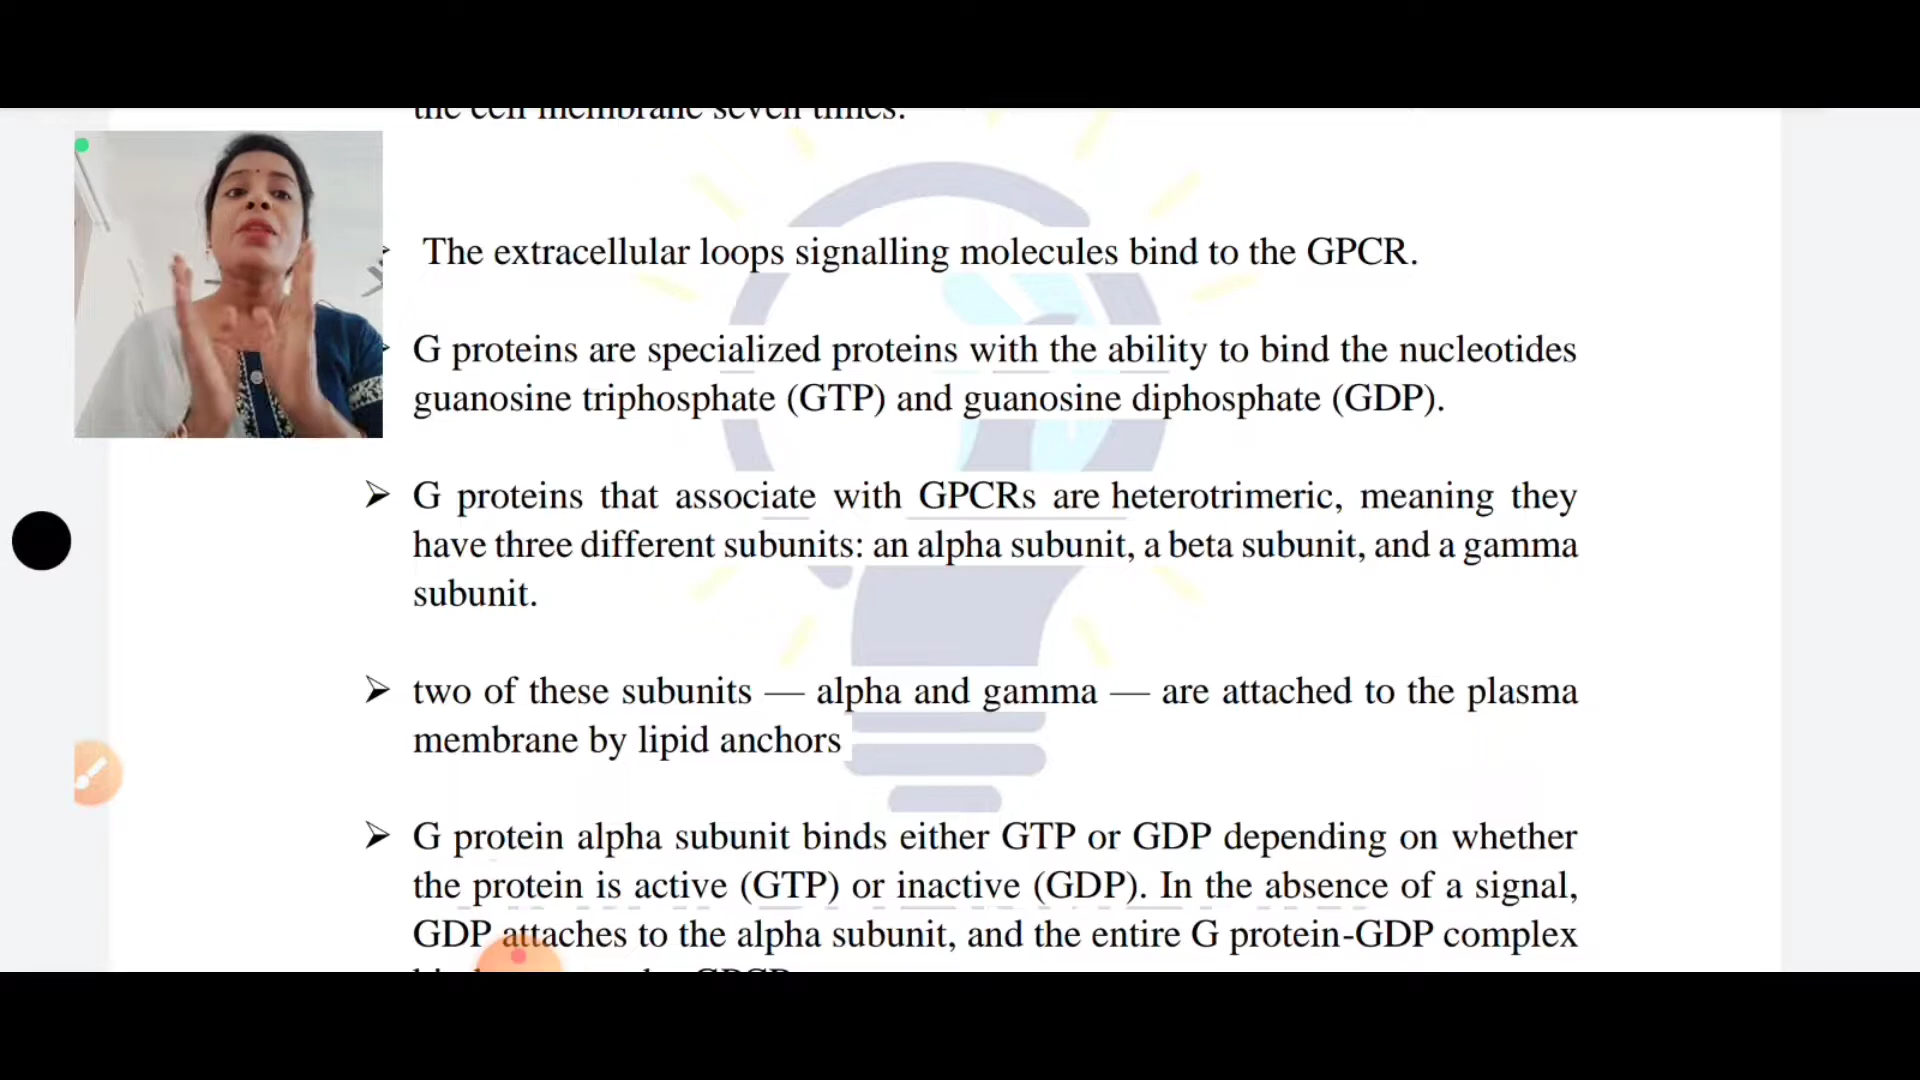 the cell membrane seven times.
➤ The extracellular loops signalling molecules bind to the GPCR.
➤ G proteins are specialized proteins with the ability to bind the nucleotides
guanosine triphosphate (GTP) and guanosine diphosphate (GDP).
➤ G proteins that associate with GPCRs are heterotrimeric, meaning they
have three different subunits: an alpha subunit, a beta subunit, and a gamma
subunit.
➤ two of these subunits — alpha and gamma — are attached to the plasma
membrane by lipid anchors
➤ G protein alpha subunit binds either GTP or GDP depending on whether
the protein is active (GTP) or inactive (GDP). In the absence of a signal,
GDP attaches to the alpha subunit, and the entire G protein-GDP complex